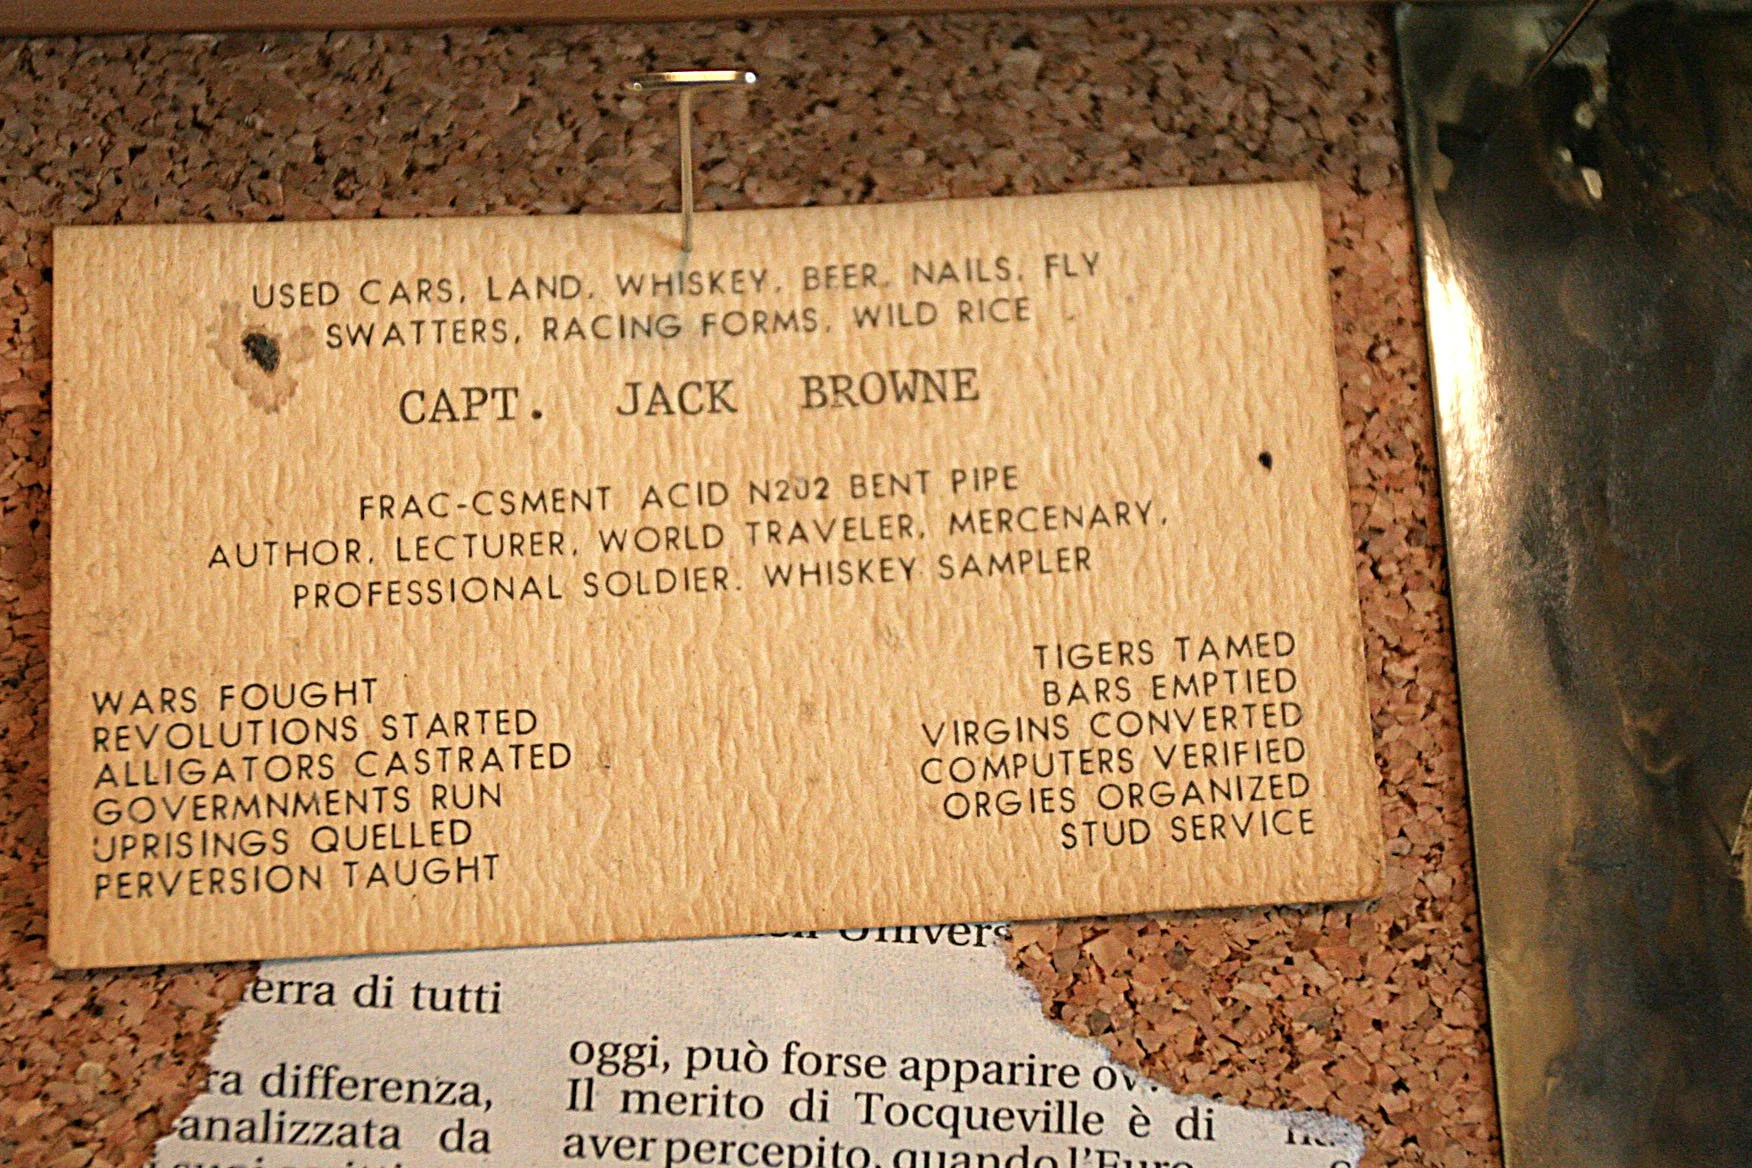 USED CARS, LAND, WHISKEY, BEER, NAILS, FLY
SWATTERS, RACING FORMS, WILD RICE
CAPT. JACK BROWNE
FRAC-CSMENT ACID N202 BENT PIPE
AUTHOR, LECTURER, WORLD TRAVELER, MERCENARY,
PROFESSIONAL SOLDIER. WHISKEY SAMPLER
WARS FOUGHT
REVOLUTIONS STARTED
ALLIGATORS CASTRATED
GOVERMNMENTS RUN
UPRISINGS QUELLED
PERVERSION TAUGHT
TIGERS TAMED
BARS EMPTIED
VIRGINS CONVERTED
COMPUTERS VERIFIED
ORGIES ORGANIZED
STUD SERVICE
di tutti
differenza,
analizzata da
oggi, può forse apparire
Il merito di Tocqueville è di
aver percepito, quando